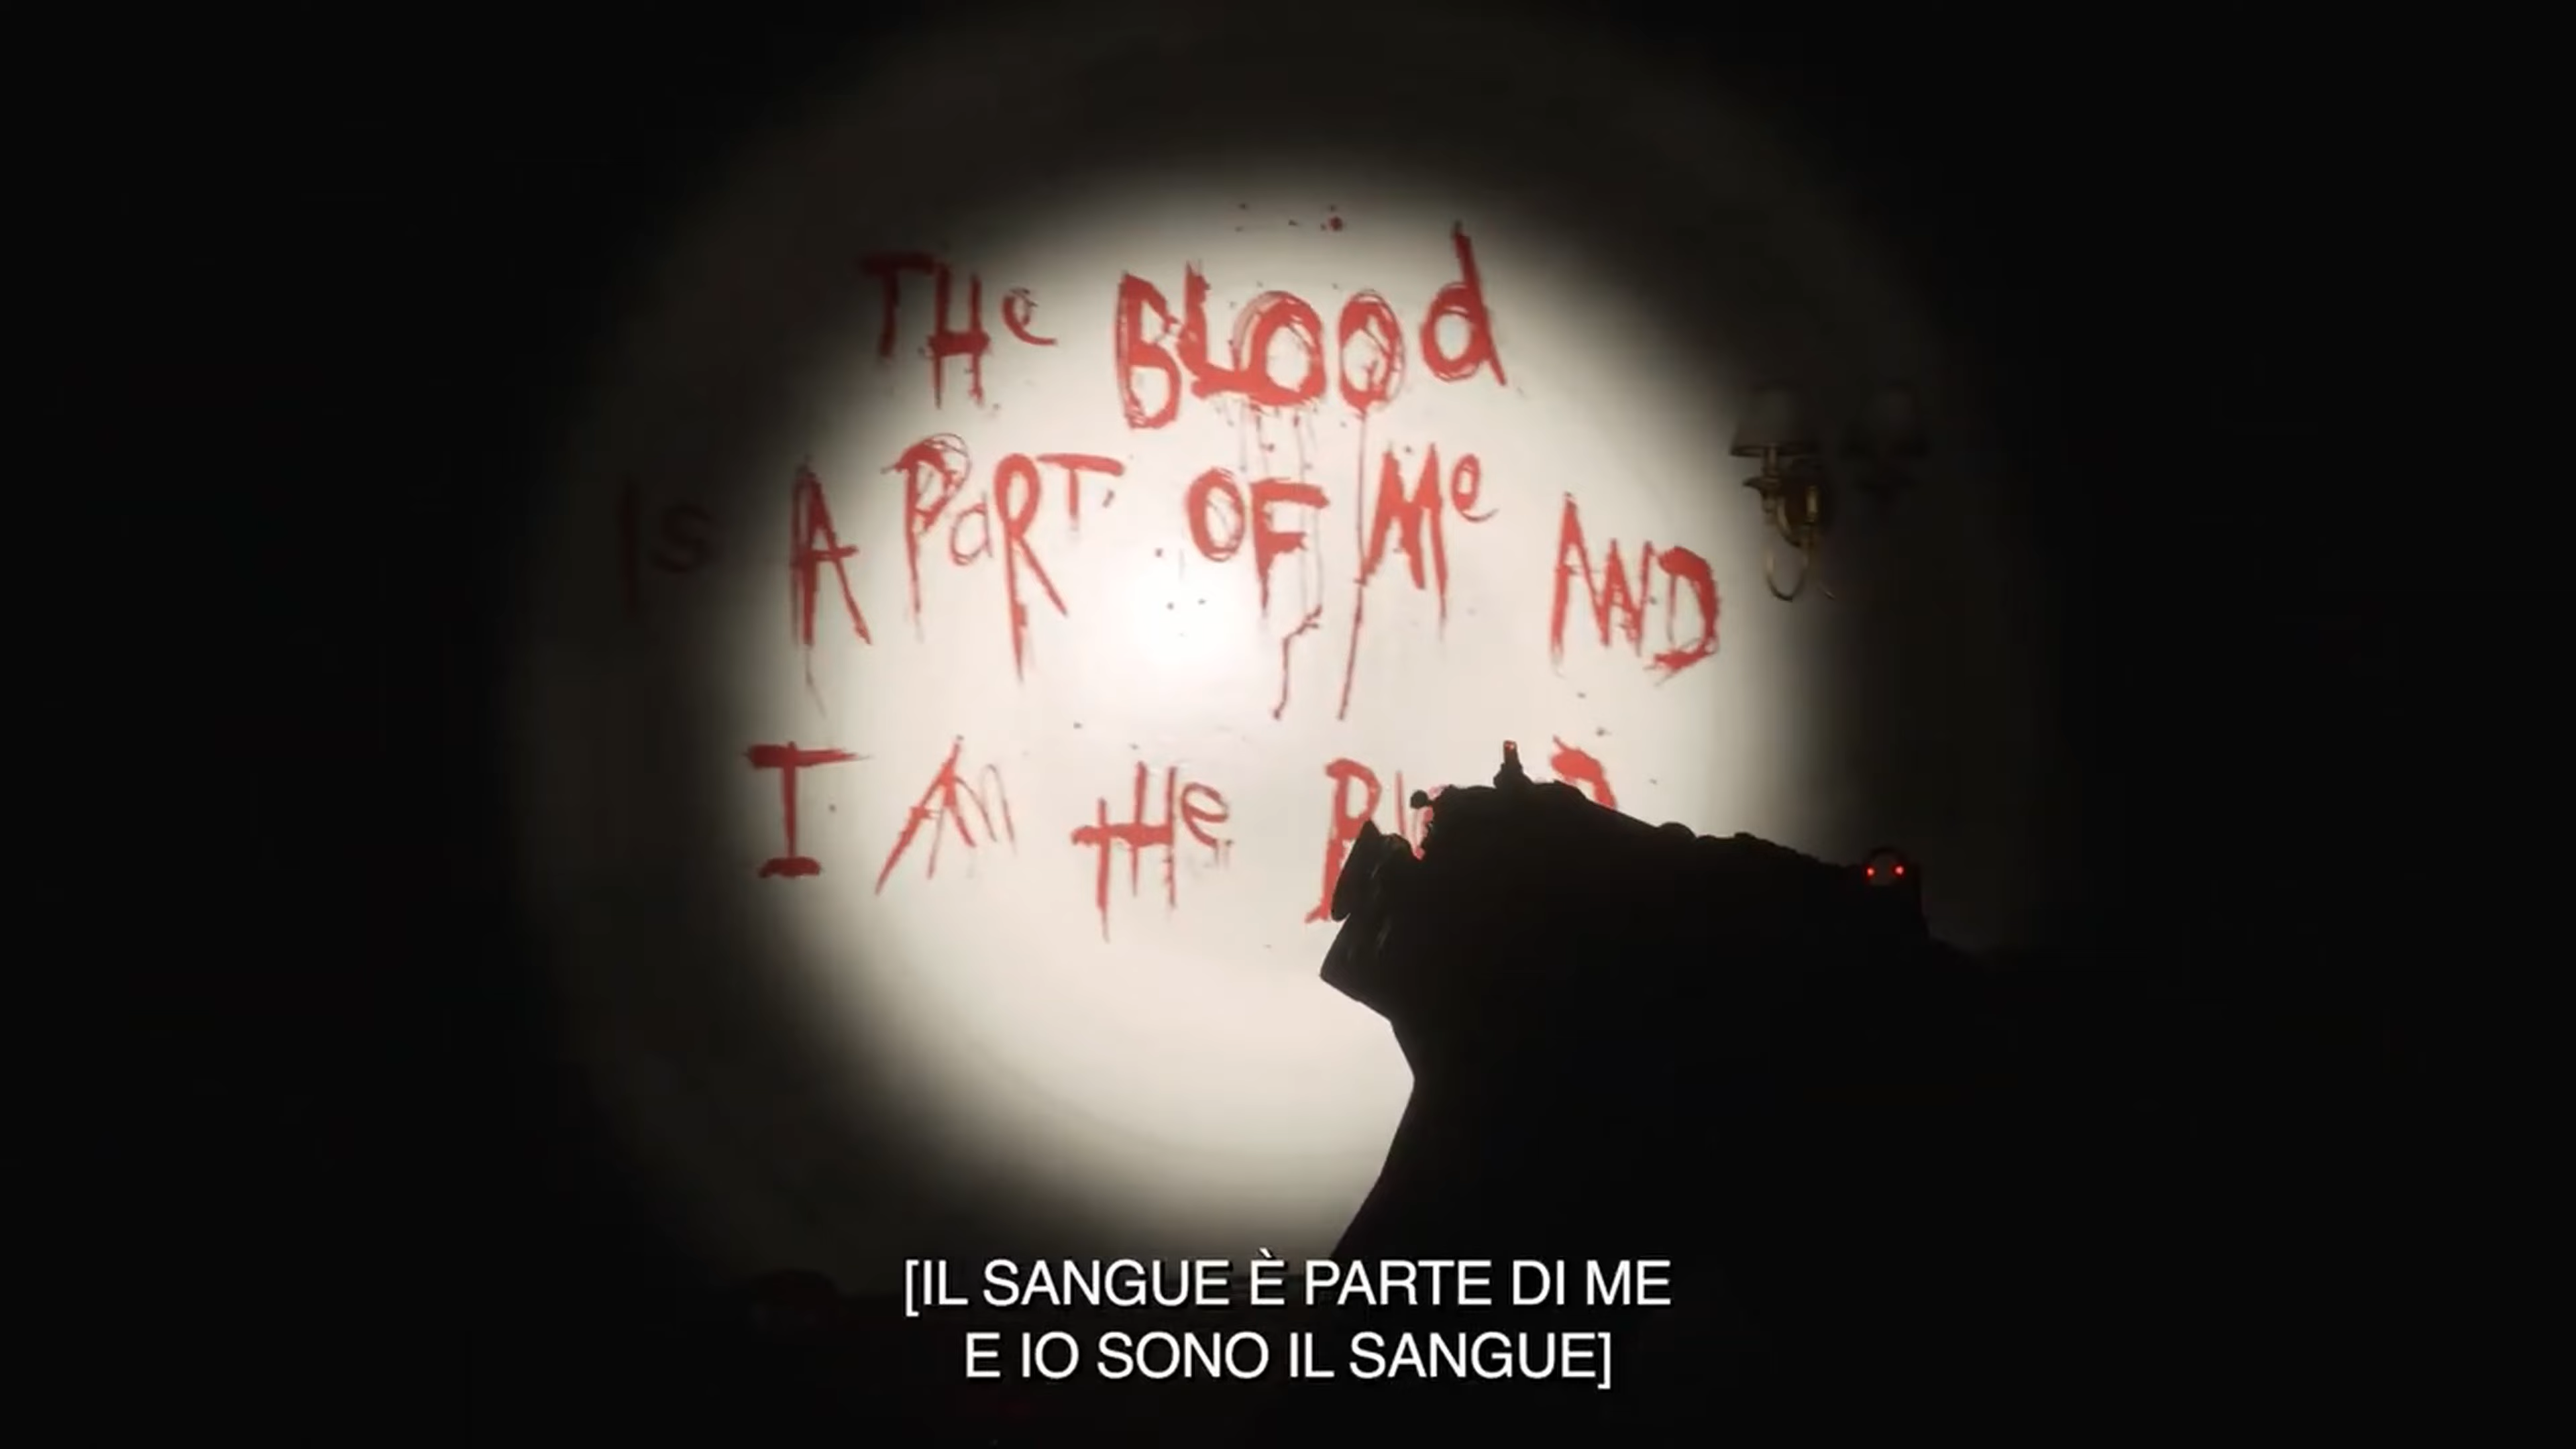 THe BLOOd
Is A PaRT OF Me AND
I Am tHe
[IL SANGUE È PARTE DI ME
E IO SONO IL SANGUE]